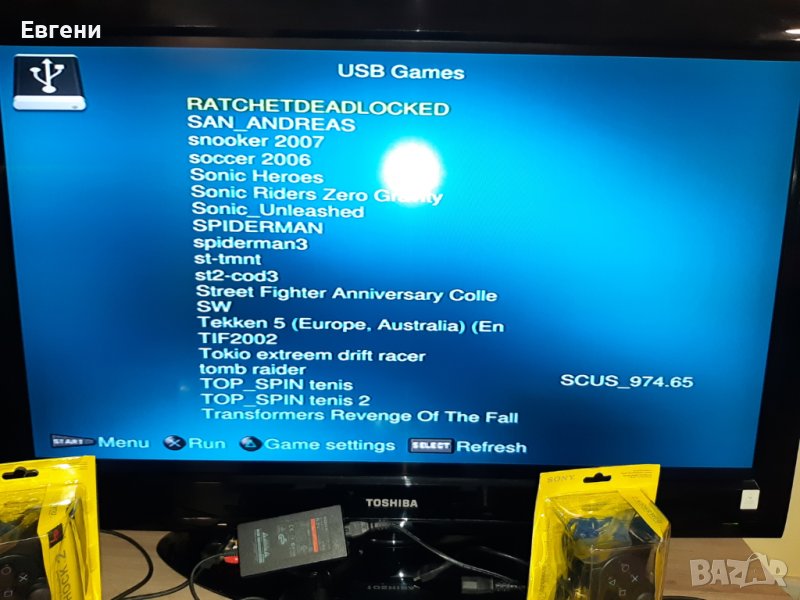 Евгени
USB Games
RATCHETDEADLOCKED
SAN_ANDREAS
snooker 2007
soccer 2006
Sonic Heroes
Sonic Riders Zero Gravity
Sonic_Unleashed
SPIDERMAN
spiderman3
st-tmnt
st2-cod3
Street Fighter Anniversary Colle
SW
Tekken 5 (Europe, Australia) (En
TIF2002
Tokio extreem drift racer
tomb raider
TOP_SPIN tenis
SCUS_974.65
TOP_SPIN tenis 2
Transformers Revenge Of The Fall
START Menu Run Game settings SELECT Refresh
TOSHIBA
SONY
BAZAR